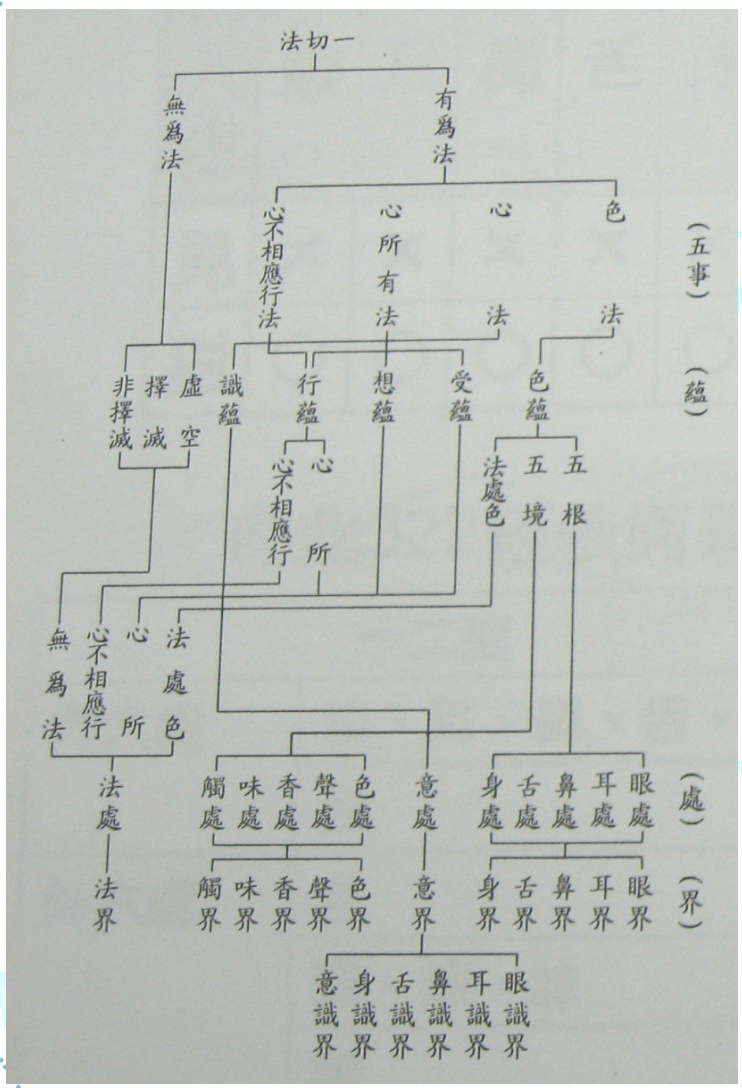 一切法
有爲法
無爲法
(五事)
色法
心法
心所有法
心不相應行法
(蘊)
色蘊
受蘊
想蘊
行蘊
識蘊
虛空
擇滅
非擇滅
五根
五境
法處色
心所
心不相應行
法處色
心所
心不相應行
無爲法
(處)
眼處
耳處
鼻處
舌處
身處
意處
色處
聲處
香處
味處
觸處
法處
(界)
眼界
耳界
鼻界
舌界
身界
意界
色界
聲界
香界
味界
觸界
法界
眼識界
耳識界
鼻識界
舌識界
身識界
意識界